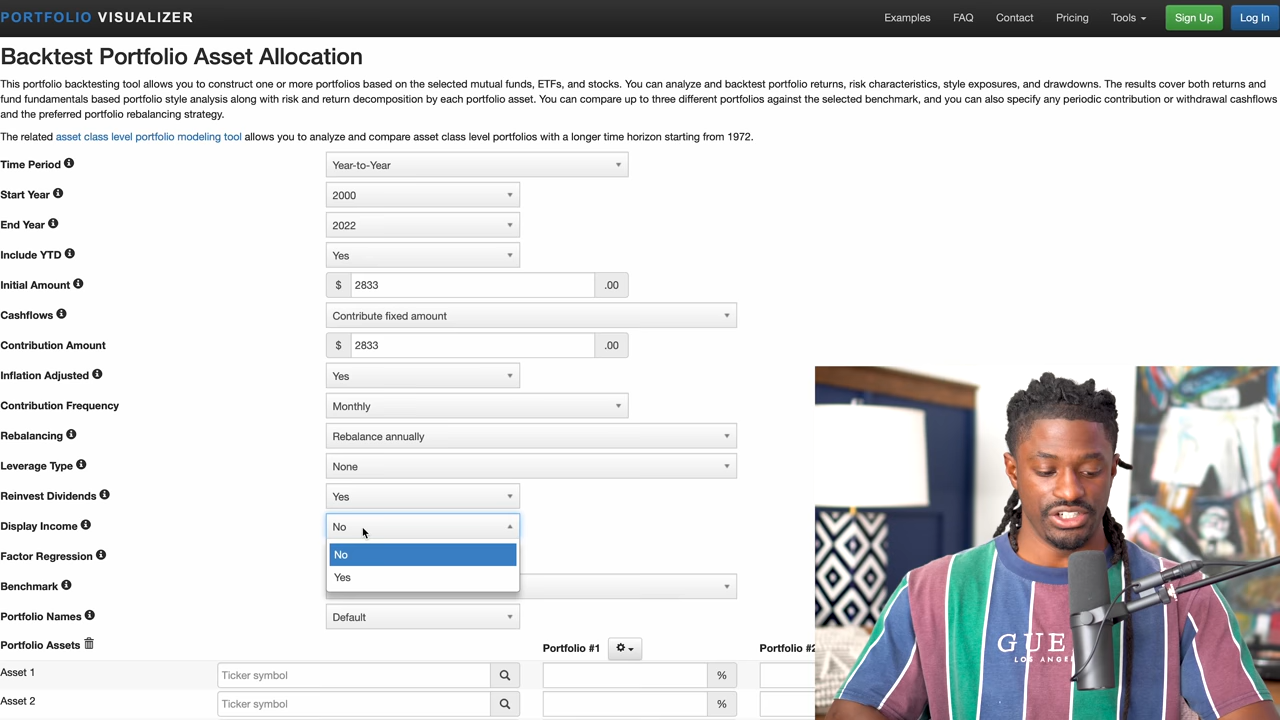 PORTFOLIO VISUALIZER
Examples FAQ Contact Pricing Tools Sign Up Log In
Backtest Portfolio Asset Allocation
This portfolio backtesting tool allows you to construct one or more portfolios based on the selected mutual funds, ETFs, and stocks. You can analyze and backtest portfolio returns, risk characteristics, style exposures, and drawdowns. The results cover both returns and
fund fundamentals based portfolio style analysis along with risk and return decomposition by each portfolio asset. You can compare up to three different portfolios against the selected benchmark, and you can also specify any periodic contribution or withdrawal cashflows
and the preferred portfolio rebalancing strategy.
The related asset class level portfolio modeling tool allows you to analyze and compare asset class level portfolios with a longer time horizon starting from 1972.
Time Period Year-to-Year
Start Year 2000
End Year 2022
Include YTD Yes
Initial Amount $ 2833 .00
Cashflows Contribute fixed amount
Contribution Amount $ 2833 .00
Inflation Adjusted Yes
Contribution Frequency Monthly
Rebalancing Rebalance annually
Leverage Type None
Reinvest Dividends Yes
Display Income No
Factor Regression No
Benchmark Yes
Portfolio Names Default
Portfolio Assets Portfolio #1 Portfolio #2
Asset 1 Ticker symbol %
Asset 2 Ticker symbol %
GUE
LOS ANGE